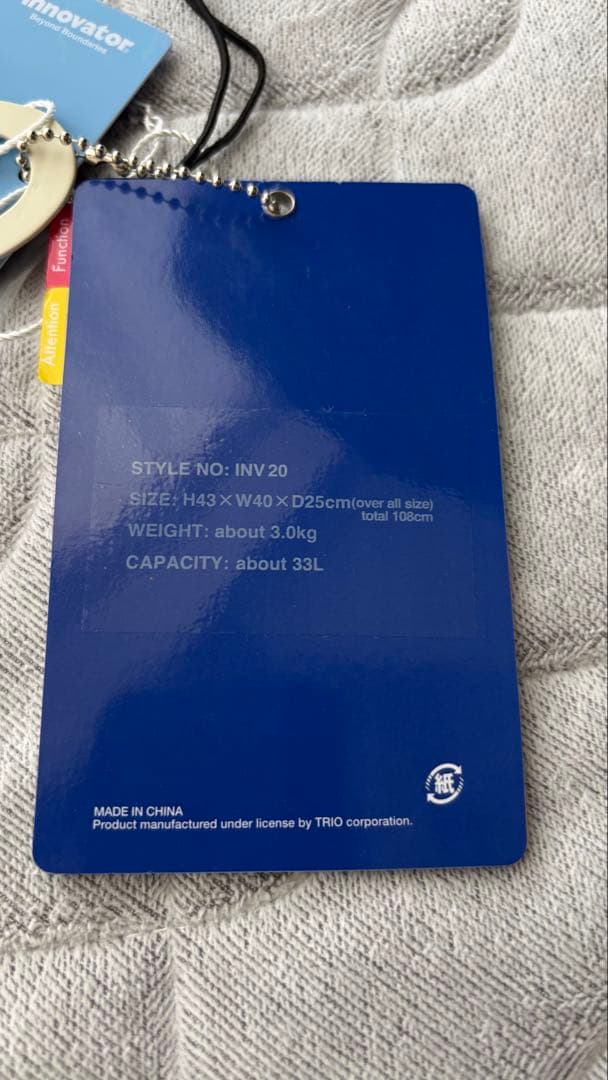 innovator
Beyond Boundaries
Function
Attention
STYLE NO: INV 20
SIZE: H43×W40×D25cm(over all size)
total 108cm
WEIGHT: about 3.0kg
CAPACITY: about 33L
紙
MADE IN CHINA
Product manufactured under license by TRIO corporation.